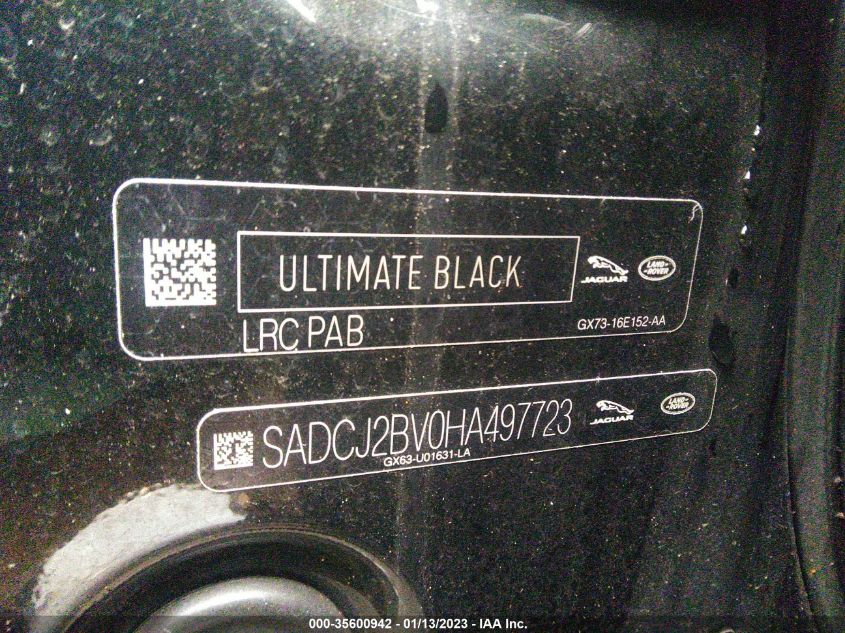 ULTIMATE BLACK
JAGUAR
LAND-
ROVER
LRC PAB
GX73-16E152-AA
SADCJ2BV0HA497723
GX63-U01631-LA
JAGUAR
LAND-
ROVER
000-35600942 - 01/13/2023 - IAA Inc.